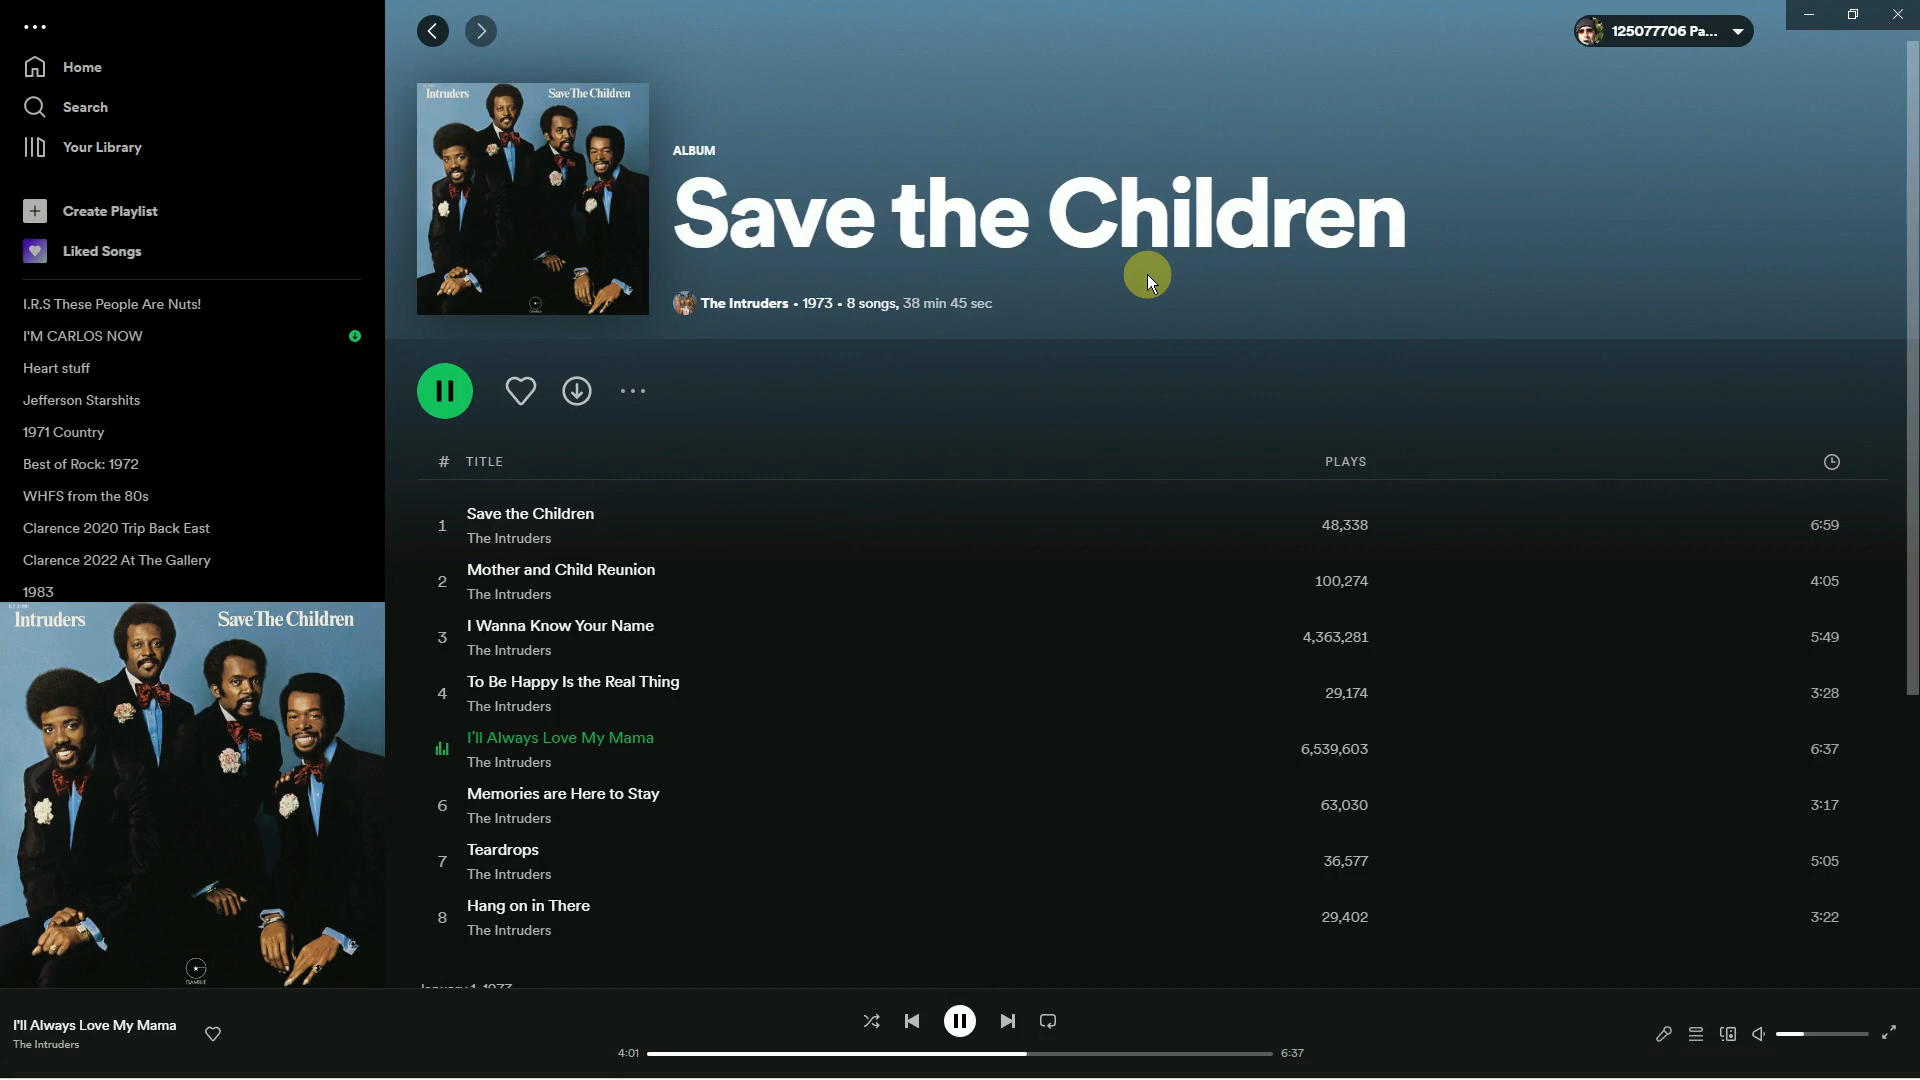 Home
Search
Your Library
Create Playlist
Liked Songs
I.R.S These People Are Nuts!
I'M CARLOS NOW
Heart stuff
Jefferson Starshits
1971 Country
Best of Rock: 1972
WHFS from the 80s
Clarence 2020 Trip Back East
Clarence 2022 At The Gallery
1983
Intruders Save The Children
GAMBLE
125077706 Pa...
Intruders Save The Children
ALBUM
Save the Children
The Intruders • 1973 • 8 songs, 38 min 45 sec
# TITLE PLAYS
1 Save the Children 48,338 6:59
The Intruders
2 Mother and Child Reunion 100,274 4:05
The Intruders
3 I Wanna Know Your Name 4,363,281 5:49
The Intruders
4 To Be Happy Is the Real Thing 29,174 3:28
The Intruders
I'll Always Love My Mama 6,539,603 6:37
The Intruders
6 Memories are Here to Stay 63,030 3:17
The Intruders
7 Teardrops 36,577 5:05
The Intruders
8 Hang on in There 29,402 3:22
The Intruders
I'll Always Love My Mama
The Intruders
4:01 6:37